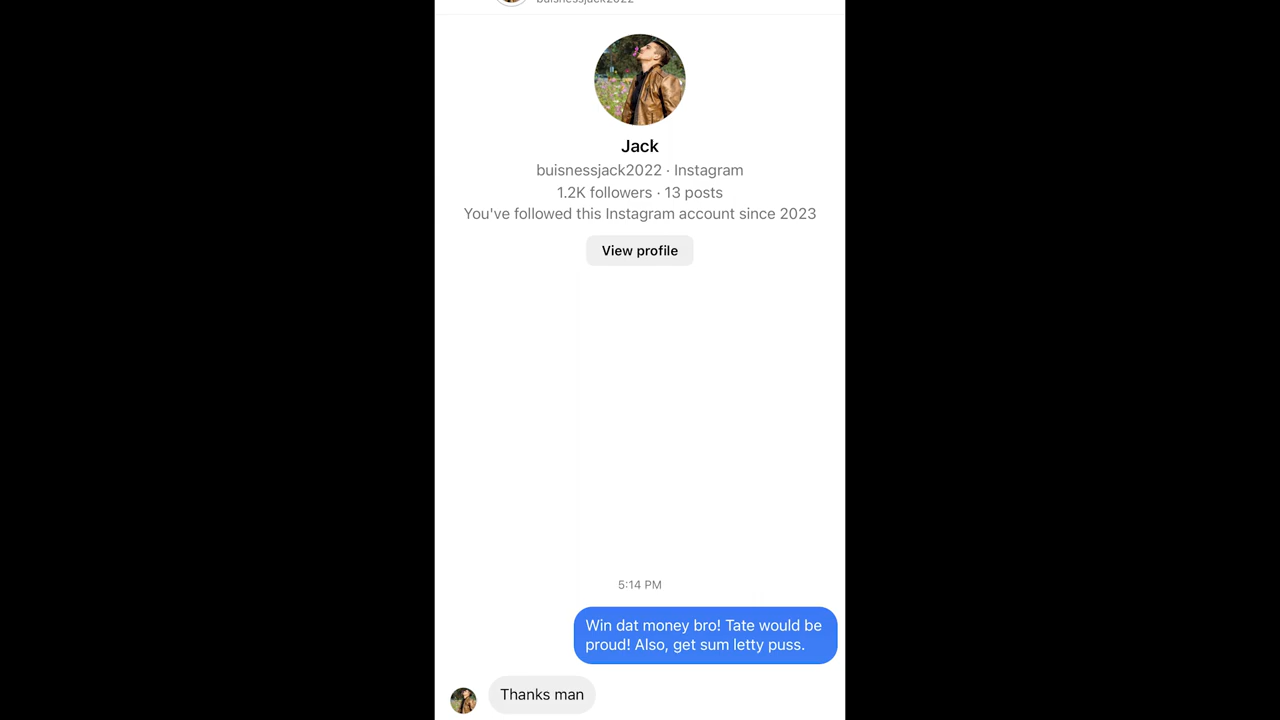 buisnessjack2022
Jack
buisnessjack2022 · Instagram
1.2K followers · 13 posts
You've followed this Instagram account since 2023
View profile
5:14 PM
Win dat money bro! Tate would be
proud! Also, get sum letty puss.
Thanks man